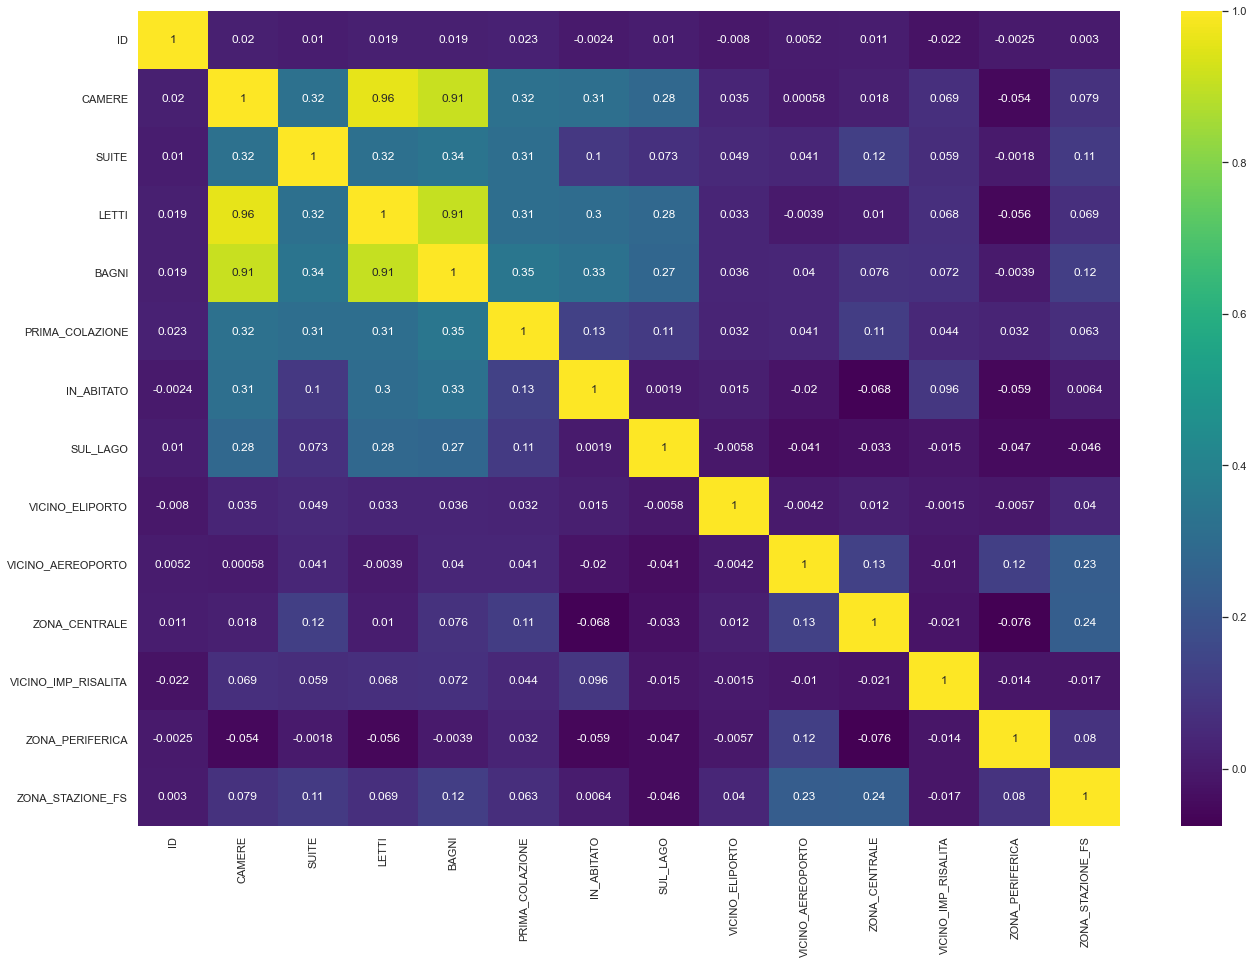 ID 1 0.02 0.01 0.019 0.019 0.023 -0.0024 0.01 -0.008 0.0052 0.011 -0.022 -0.0025 0.003
CAMERE 0.02 1 0.32 0.96 0.91 0.32 0.31 0.28 0.035 0.00058 0.018 0.069 -0.054 0.079
SUITE 0.01 0.32 1 0.32 0.34 0.31 0.1 0.073 0.049 0.041 0.12 0.059 -0.0018 0.11
LETTI 0.019 0.96 0.32 1 0.91 0.31 0.3 0.28 0.033 -0.0039 0.01 0.068 -0.056 0.069
BAGNI 0.019 0.91 0.34 0.91 1 0.35 0.33 0.27 0.036 0.04 0.076 0.072 -0.0039 0.12
PRIMA_COLAZIONE 0.023 0.32 0.31 0.31 0.35 1 0.13 0.11 0.032 0.041 0.11 0.044 0.032 0.063
IN_ABITATO -0.0024 0.31 0.1 0.3 0.33 0.13 1 0.0019 0.015 -0.02 -0.068 0.096 -0.059 0.0064
SUL_LAGO 0.01 0.28 0.073 0.28 0.27 0.11 0.0019 1 -0.0058 -0.041 -0.033 -0.015 -0.047 -0.046
VICINO_ELIPORTO -0.008 0.035 0.049 0.033 0.036 0.032 0.015 -0.0058 1 -0.0042 0.012 -0.0015 -0.0057 0.04
VICINO_AEREOPORTO 0.0052 0.00058 0.041 -0.0039 0.04 0.041 -0.02 -0.041 -0.0042 1 0.13 -0.01 0.12 0.23
ZONA_CENTRALE 0.011 0.018 0.12 0.01 0.076 0.11 -0.068 -0.033 0.012 0.13 1 -0.021 -0.076 0.24
VICINO_IMP_RISALITA -0.022 0.069 0.059 0.068 0.072 0.044 0.096 -0.015 -0.0015 -0.01 -0.021 1 -0.014 -0.017
ZONA_PERIFERICA -0.0025 -0.054 -0.0018 -0.056 -0.0039 0.032 -0.059 -0.047 -0.0057 0.12 -0.076 -0.014 1 0.08
ZONA_STAZIONE_FS 0.003 0.079 0.11 0.069 0.12 0.063 0.0064 -0.046 0.04 0.23 0.24 -0.017 0.08 1
ID
CAMERE
SUITE
LETTI
BAGNI
PRIMA_COLAZIONE
IN_ABITATO
SUL_LAGO
VICINO_ELIPORTO
VICINO_AEREOPORTO
ZONA_CENTRALE
VICINO_IMP_RISALITA
ZONA_PERIFERICA
ZONA_STAZIONE_FS
1.0
0.8
0.6
0.4
0.2
0.0